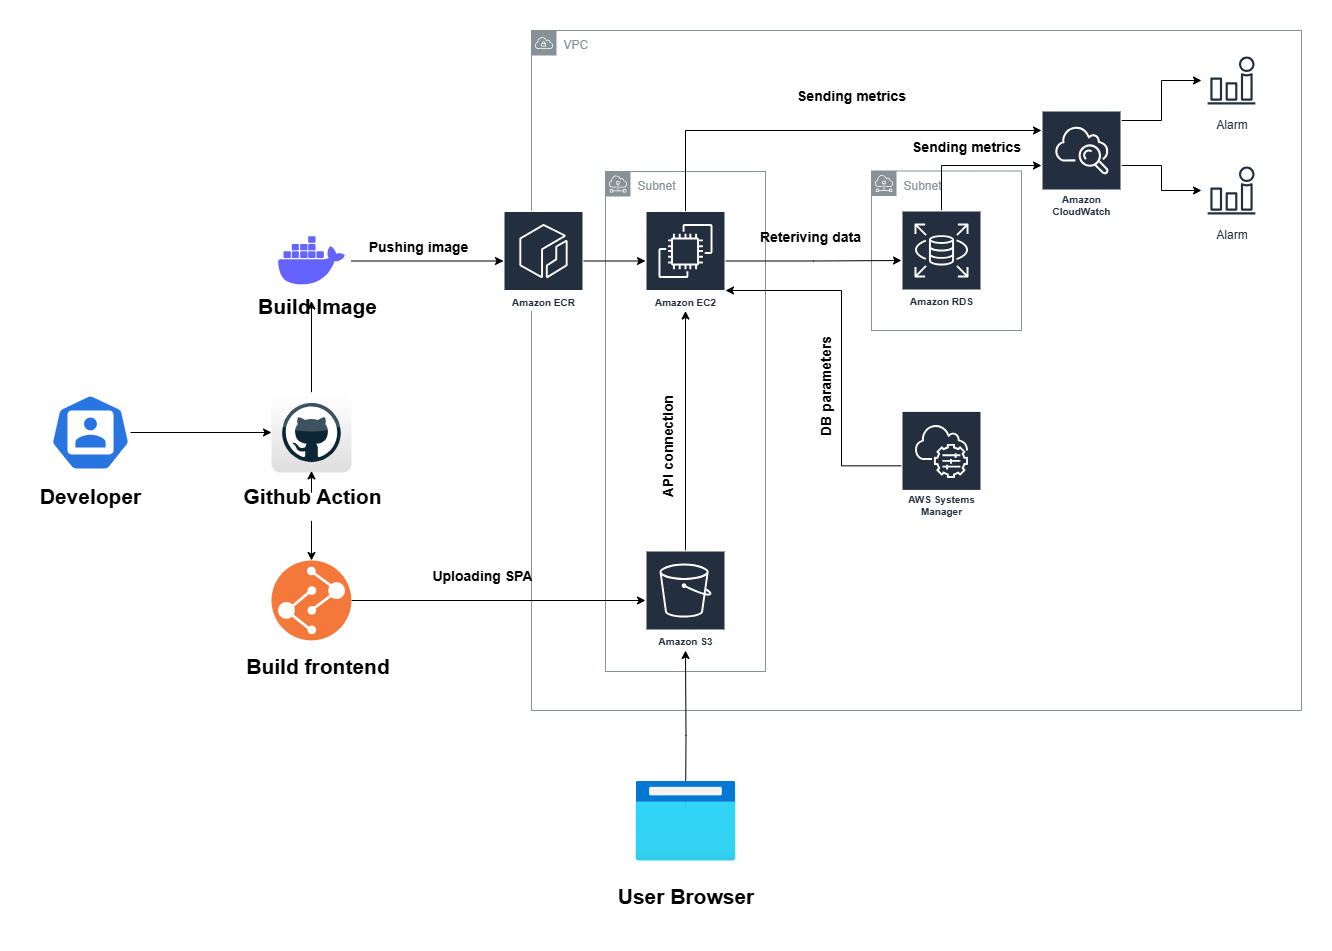 VPC
Sending metrics
Alarm
Sending metrics
Amazon
CloudWatch
Subnet
Subnet
Alarm
Pushing image
Reteriving data
Build Image
Amazon ECR
Amazon EC2
Amazon RDS
DB parameters
API connection
Developer
Github Action
AWS Systems
Manager
Uploading SPA
Amazon S3
Build frontend
User Browser